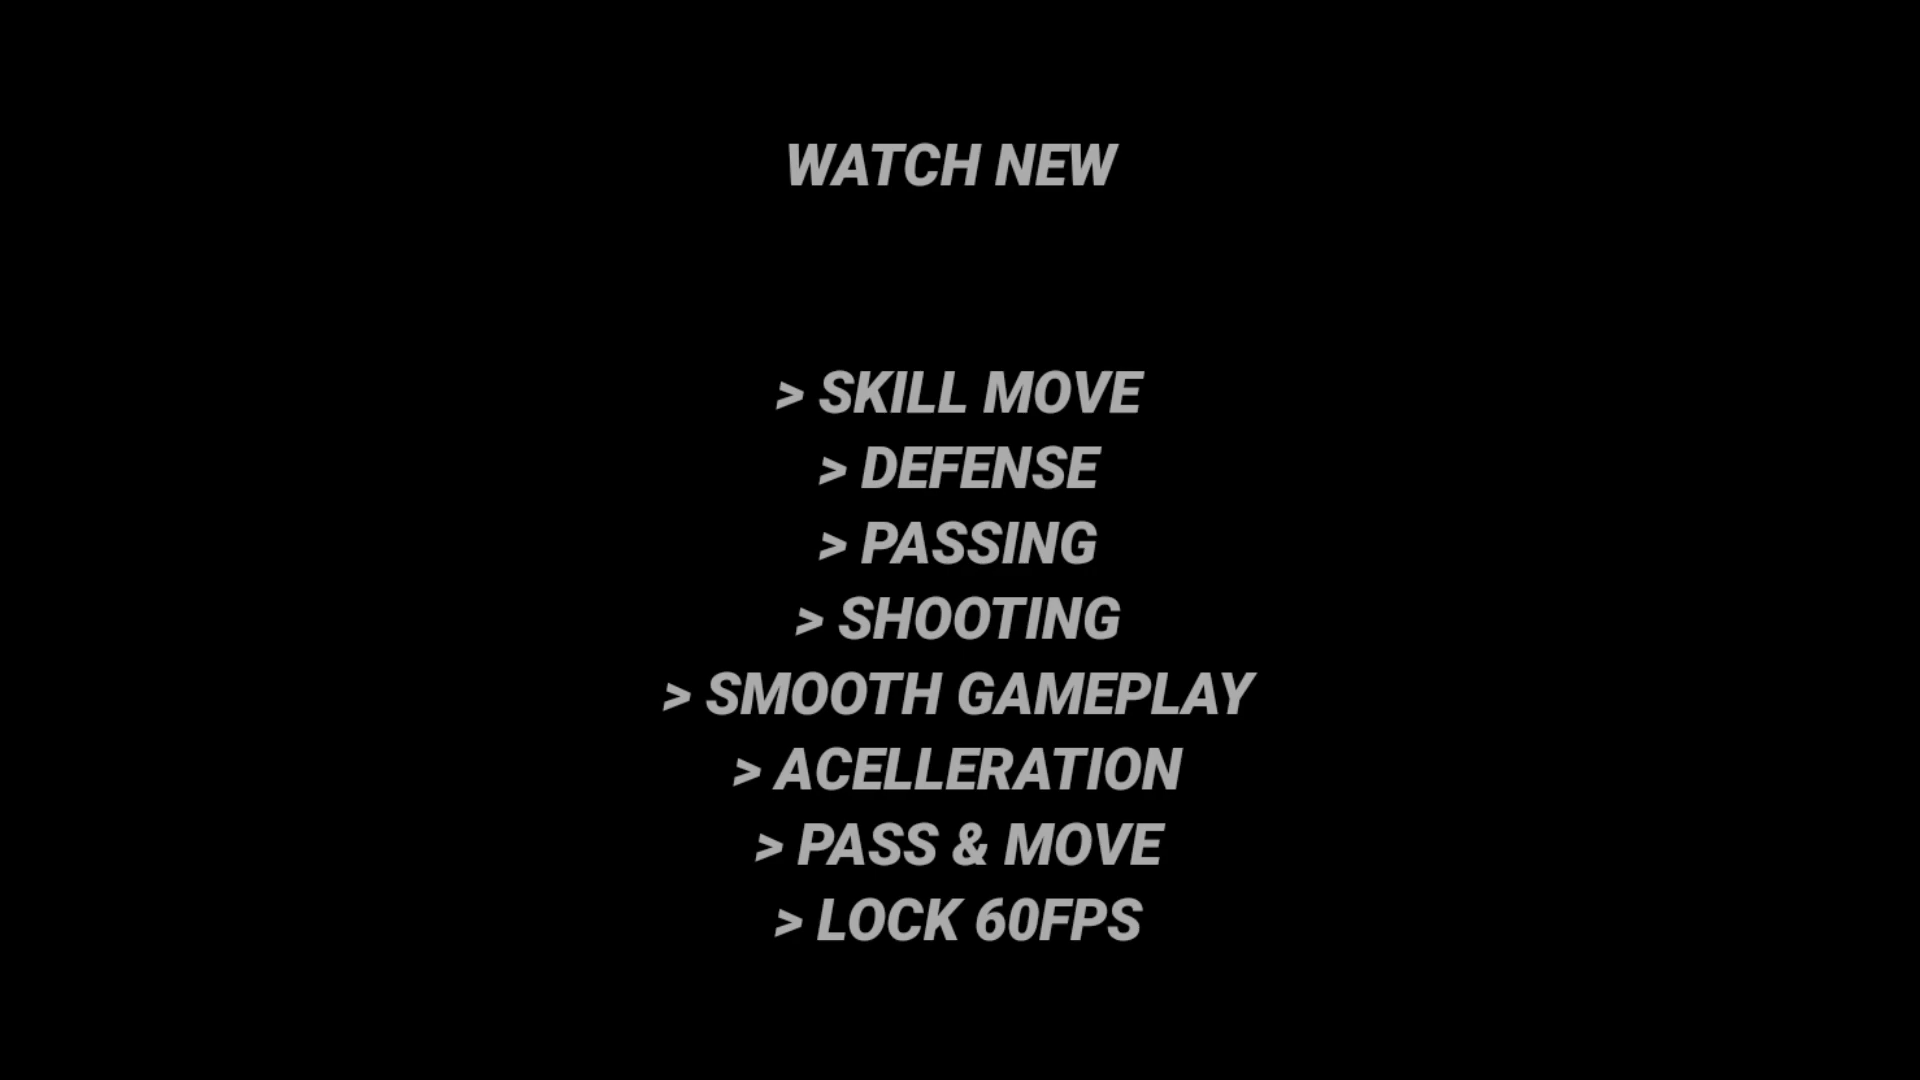 WATCH NEW
> SKILL MOVE
> DEFENSE
> PASSING
> SHOOTING
> SMOOTH GAMEPLAY
> ACELLERATION
> PASS & MOVE
> LOCK 60FPS